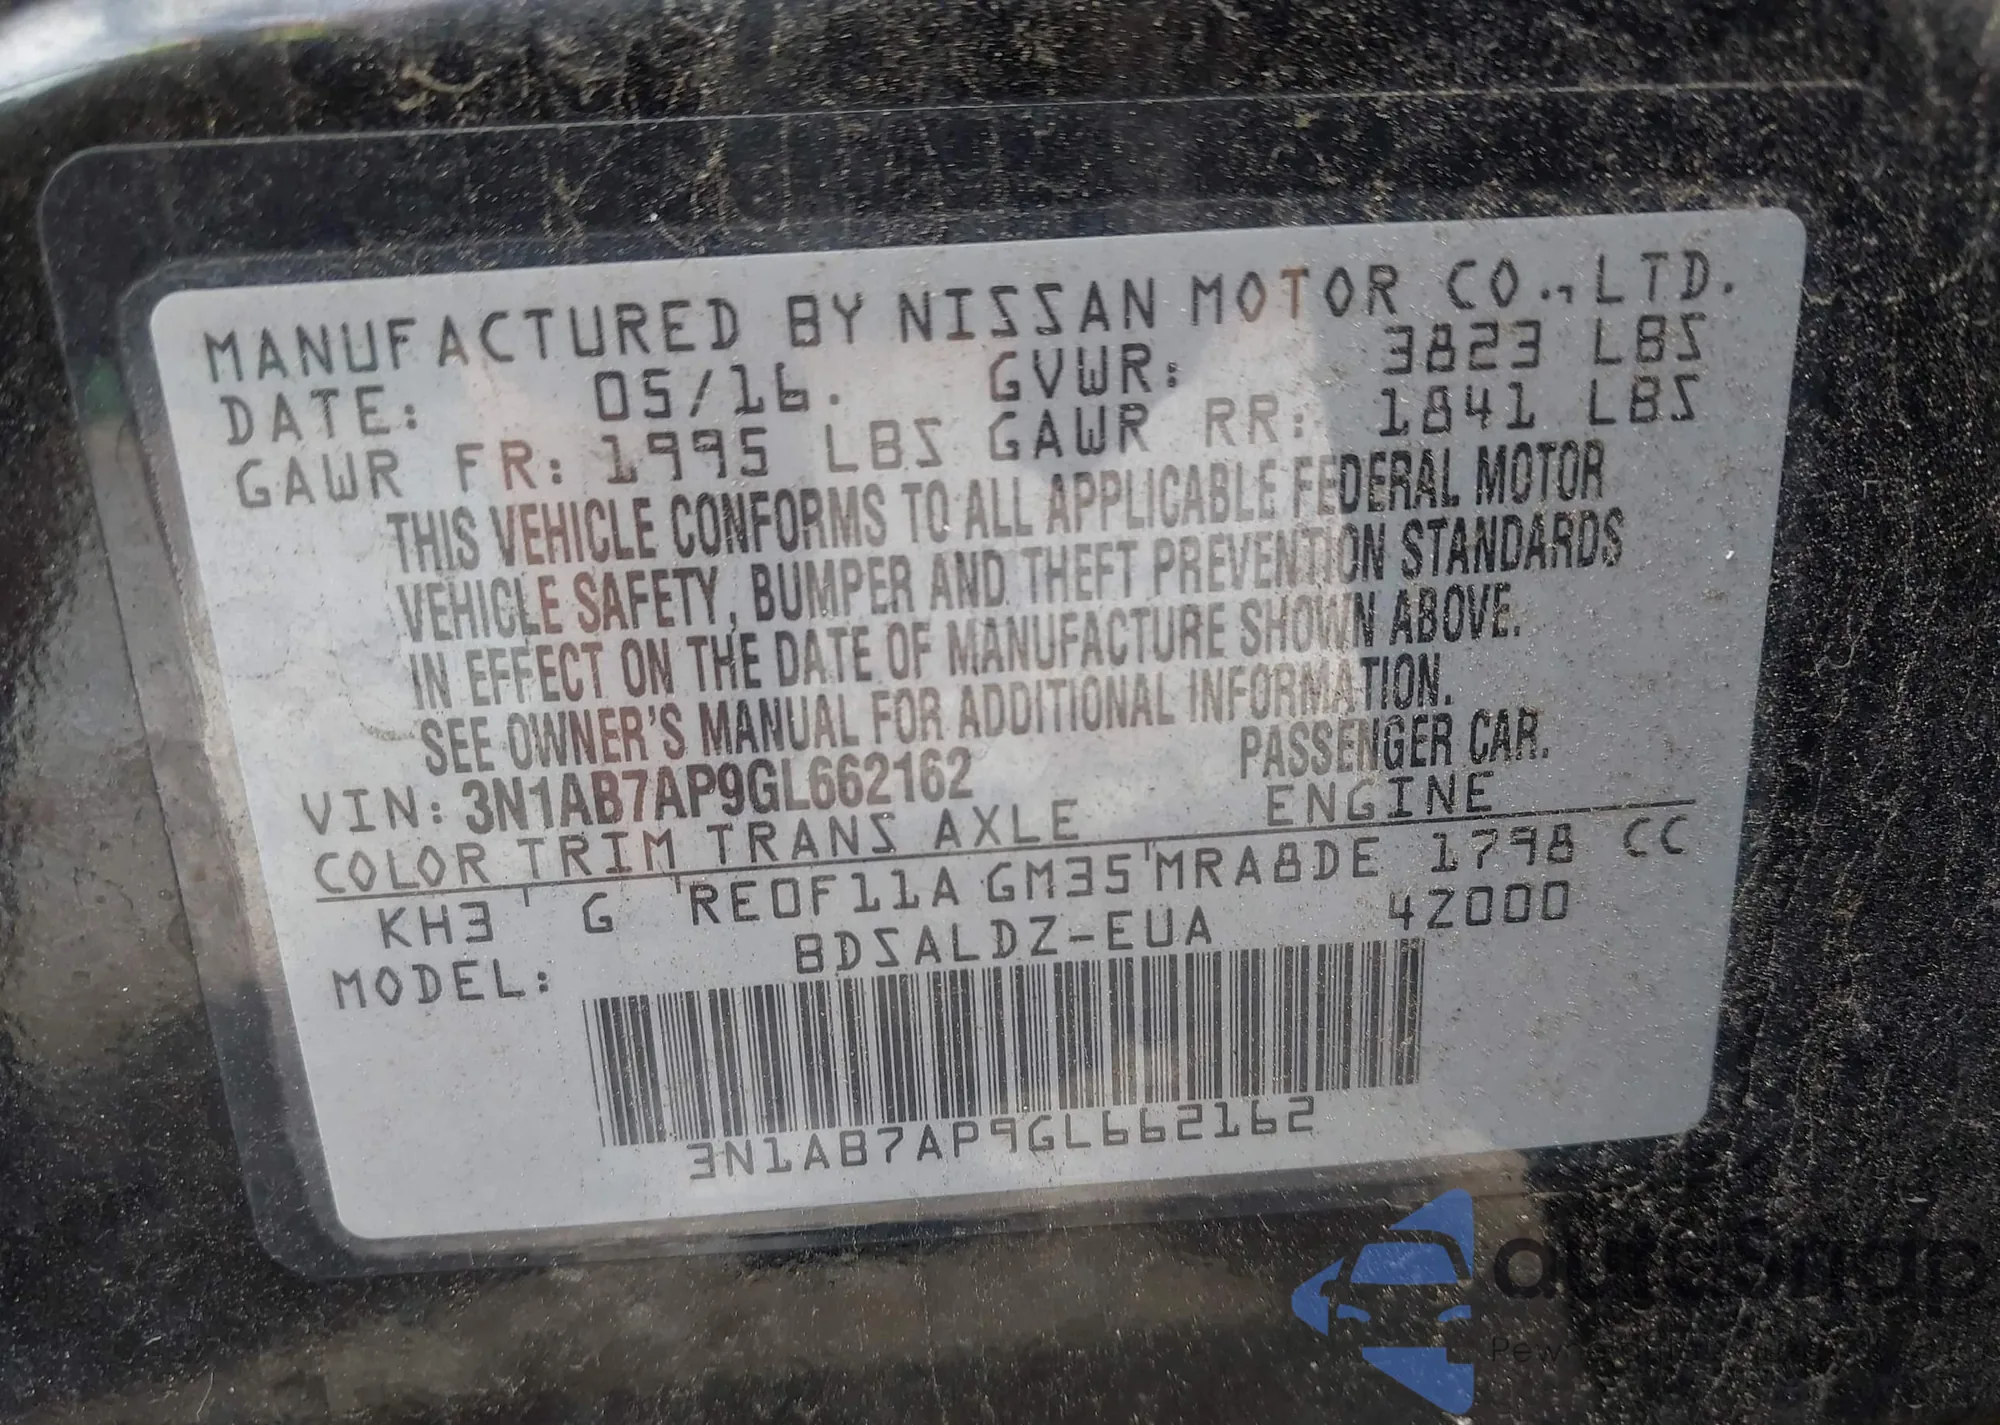 MANUFACTURED BY NISSAN MOTOR CO., LTD.
DATE: 05/16. GVWR: 3823 LBS
GAWR FR: 1995 LBS GAWR RR: 1841 LBS
THIS VEHICLE CONFORMS TO ALL APPLICABLE FEDERAL MOTOR
VEHICLE SAFETY, BUMPER AND THEFT PREVENTION STANDARDS
IN EFFECT ON THE DATE OF MANUFACTURE SHOWN ABOVE.
SEE OWNER'S MANUAL FOR ADDITIONAL INFORMATION.
VIN: 3N1AB7AP9GL662162 PASSENGER CAR.
COLOR TRIM TRANS AXLE ENGINE
KH3 ' G 'RE0F11A GM35'MRA8DE 1798 CC
MODEL: BDSALDZ-EUA 42000
3N1AB7AP9GL662162
autoSnap